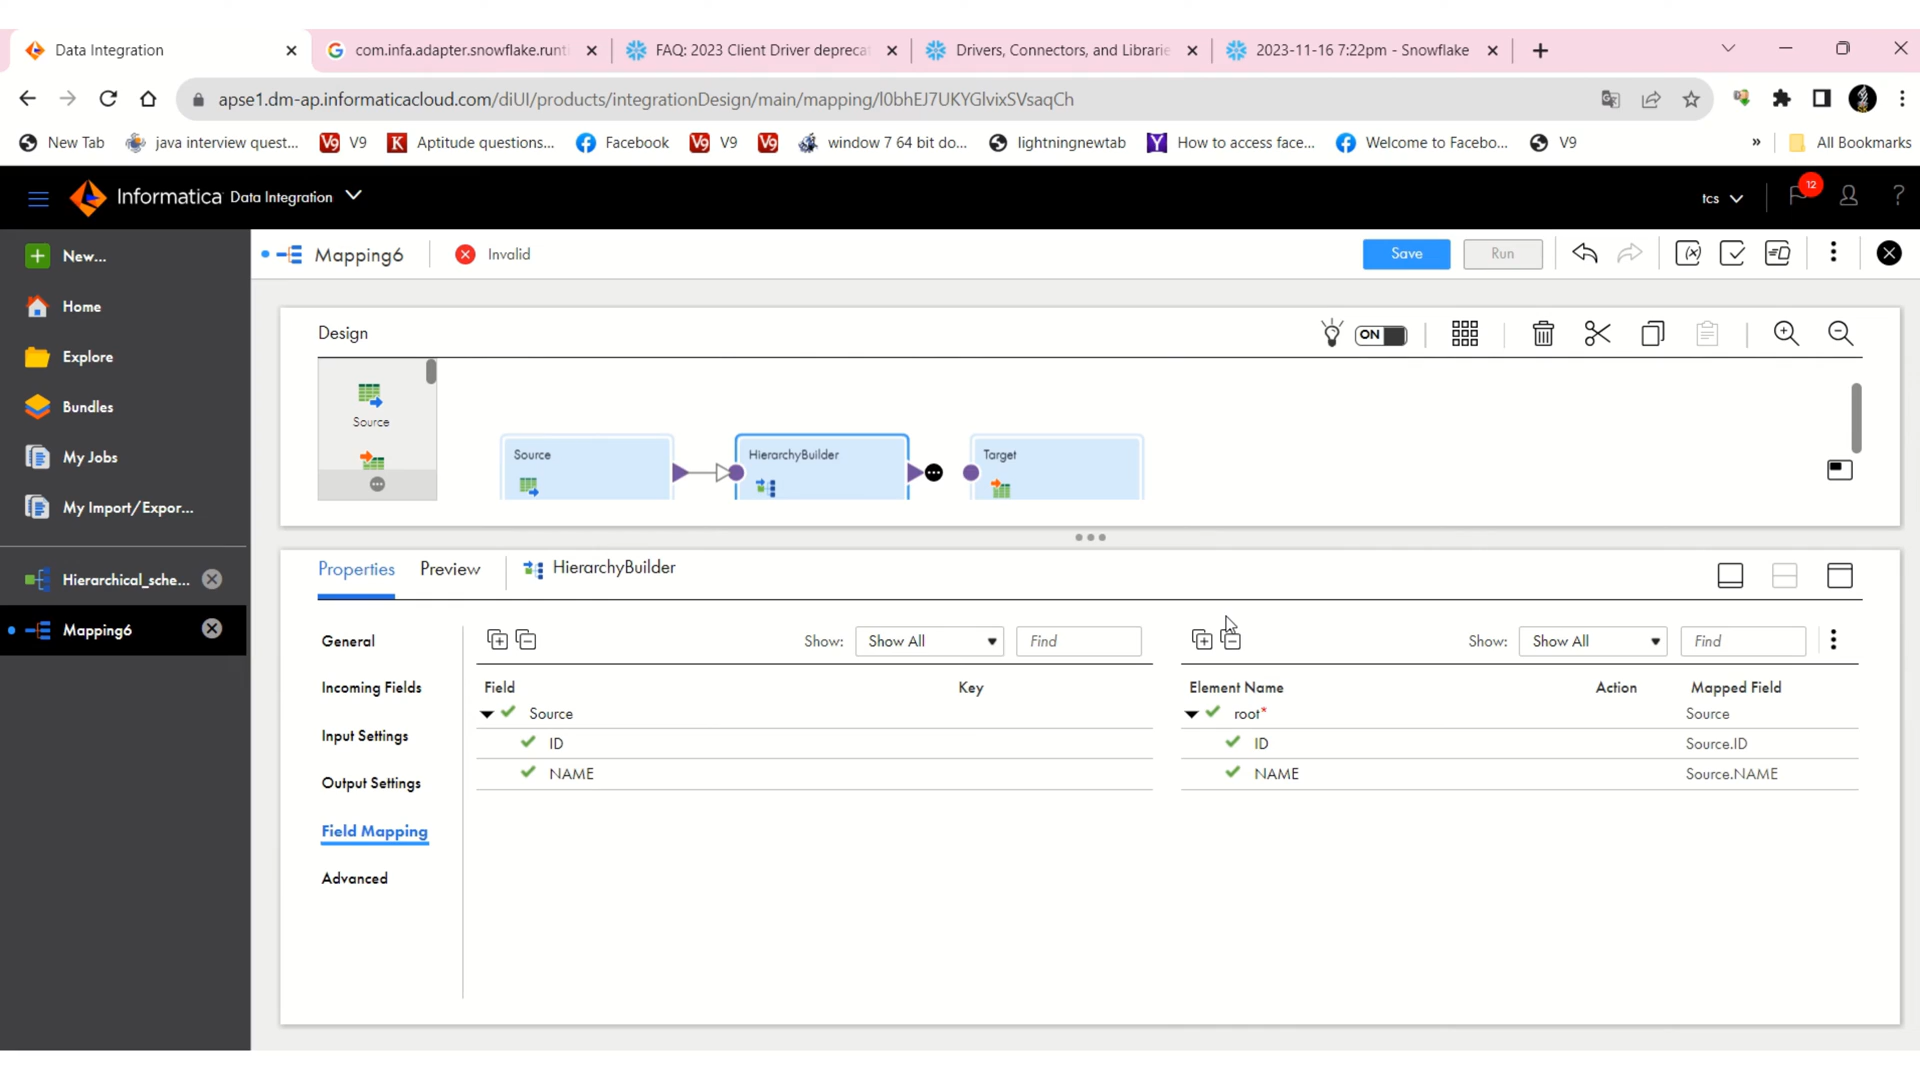 Data Integration
com.infa.adapter.snowflake.runti
FAQ: 2023 Client Driver deprecat
Drivers, Connectors, and Librarie
2023-11-16 7:22pm - Snowflake
apse1.dm-ap.informaticacloud.com/diUI/products/integrationDesign/main/mapping/l0bhEJ7UKYGlvixSVsaqCh
New Tab
java interview quest...
V9
Aptitude questions...
Facebook
V9
window 7 64 bit do...
lightningnewtab
How to access face...
Welcome to Facebo...
V9
»
All Bookmarks
Informatica Data Integration
tcs
12
?
New...
Home
Explore
Bundles
My Jobs
My Import/Expor...
Hierarchical_sche...
Mapping6
Mapping6
Invalid
Save
Run
Design
ON
Source
Source
HierarchyBuilder
Target
Properties
Preview
HierarchyBuilder
General
Incoming Fields
Input Settings
Output Settings
Field Mapping
Advanced
Show:
Show All
Find
Field
Key
Source
ID
NAME
Show:
Show All
Find
Element Name
Action
Mapped Field
root*
Source
ID
Source.ID
NAME
Source.NAME